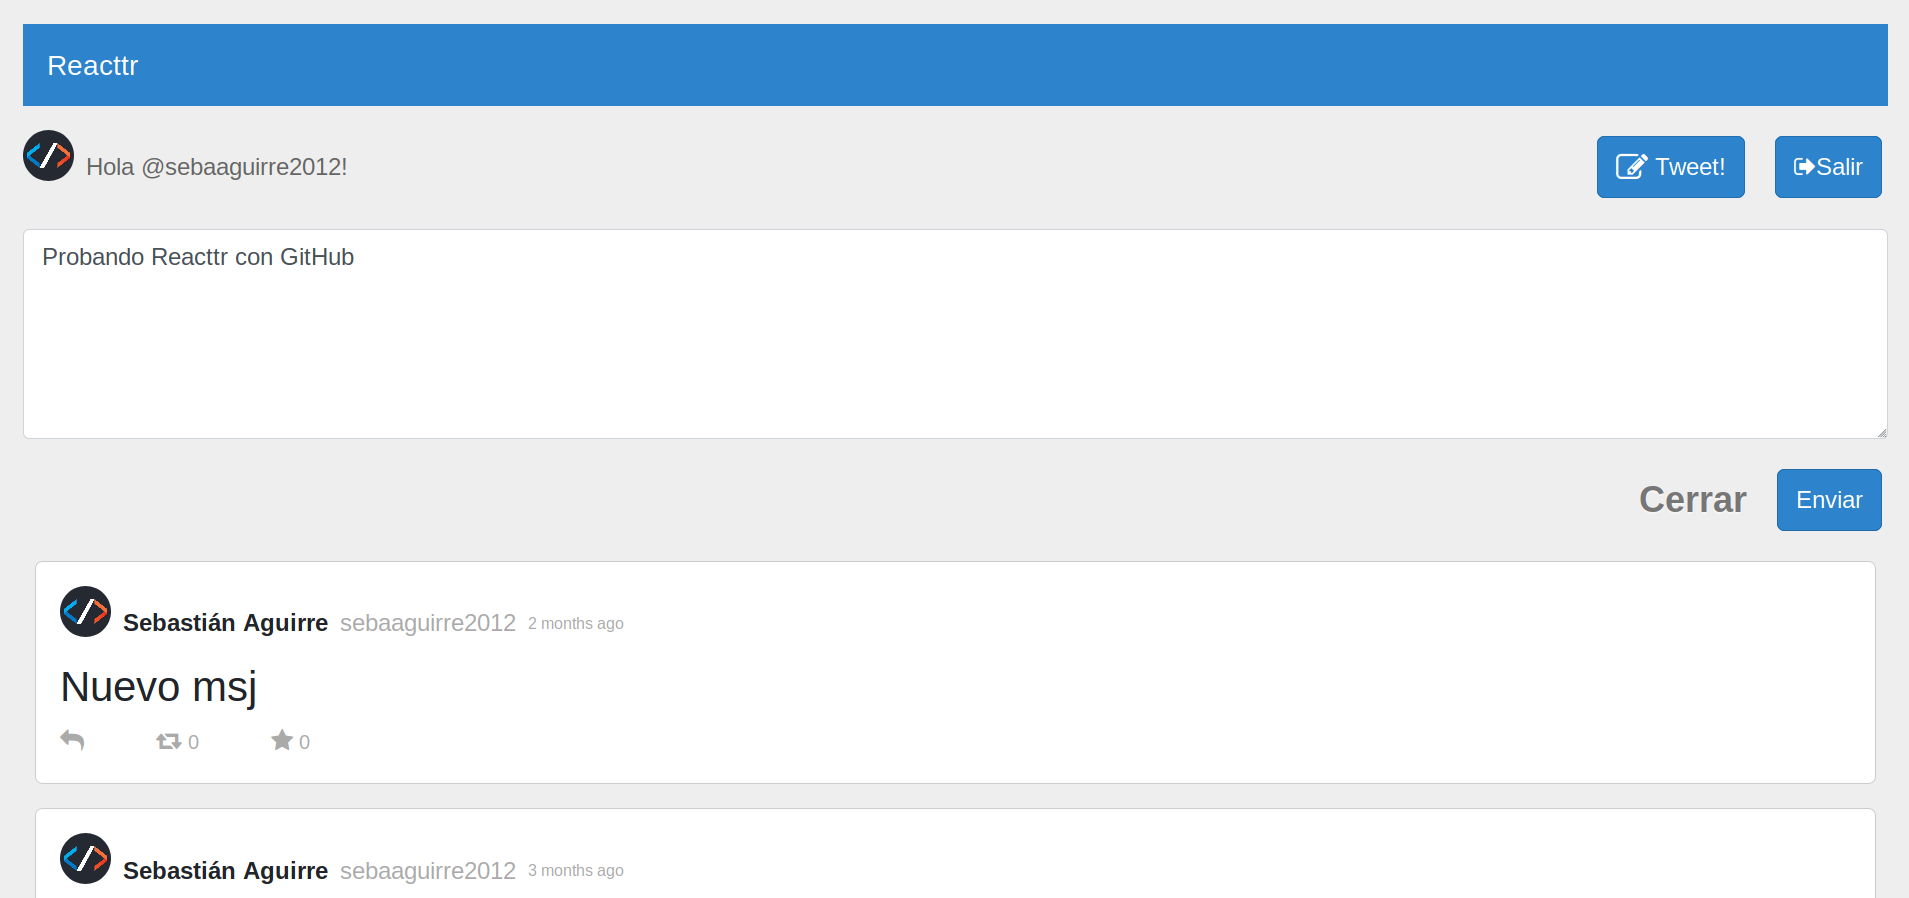 Reacttr
Hola @sebaaguirre2012!
Tweet!
Salir
Probando Reacttr con GitHub
Cerrar
Enviar
Sebastián Aguirre sebaaguirre2012 2 months ago
Nuevo msj
0 0
Sebastián Aguirre sebaaguirre2012 3 months ago